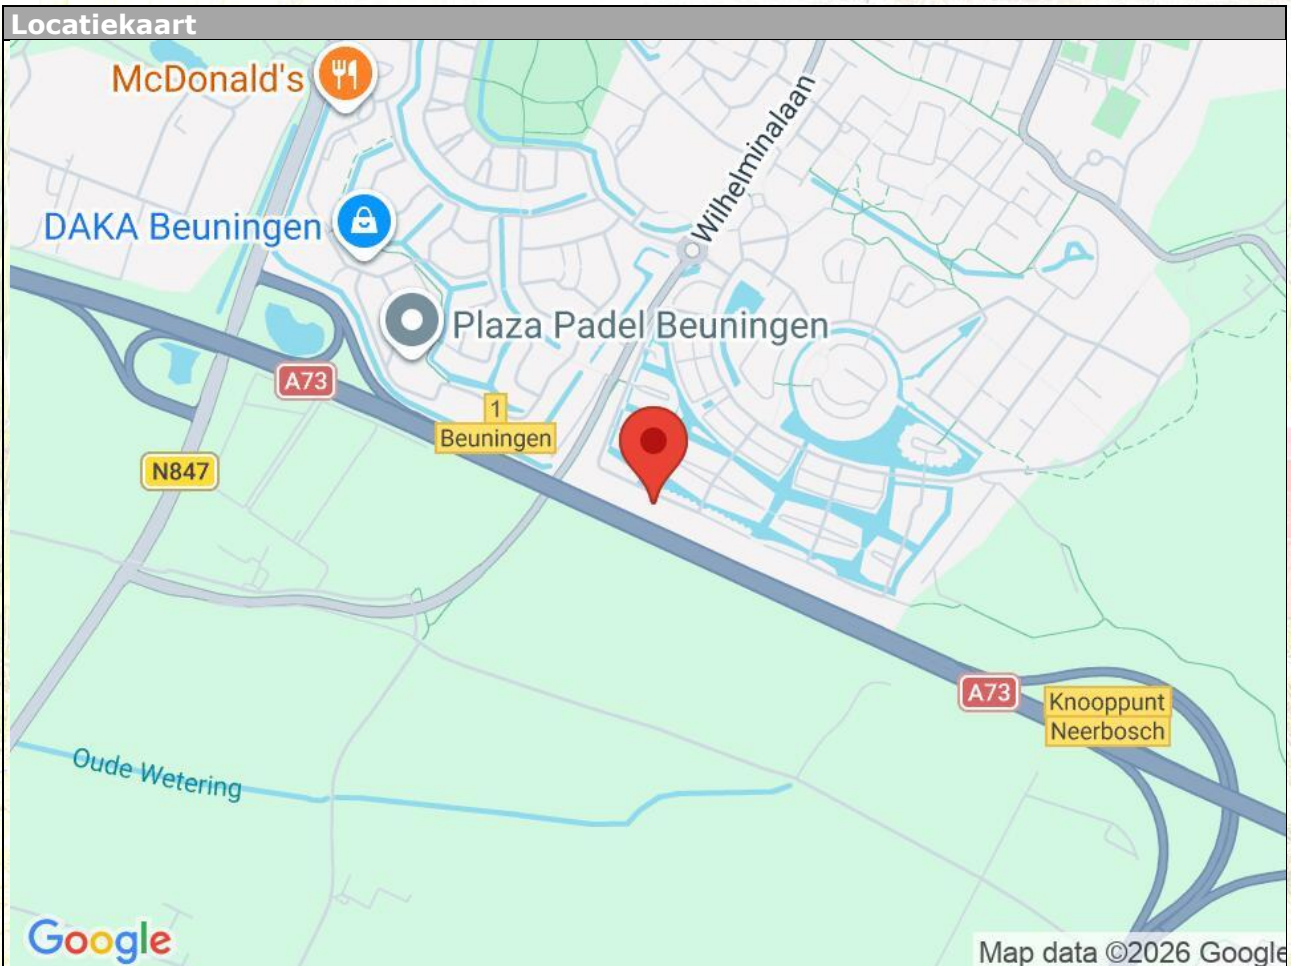 Locatiekaart
McDonald's
Wilhelminalaan
DAKA Beuningen
Plaza Padel Beuningen
A73
1
Beuningen
N847
A73
Knooppunt
Neerbosch
Oude Wetering
Google
Map data ©2026 Google